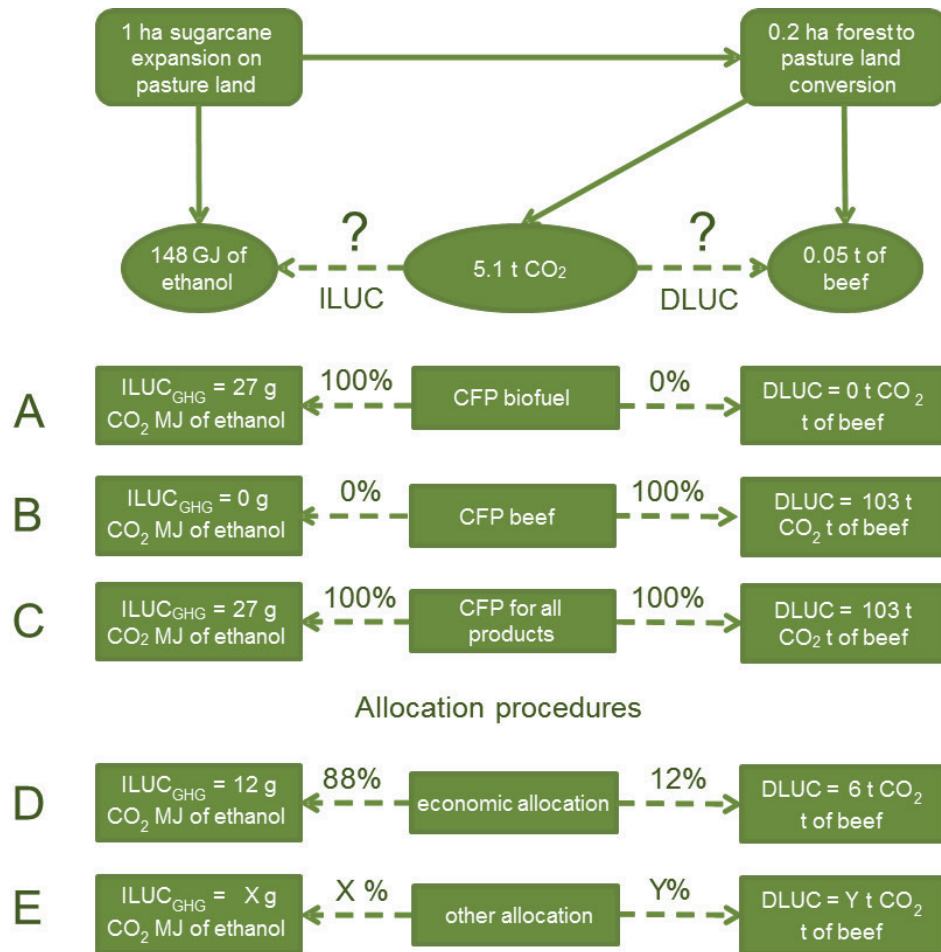 1 ha sugarcane
expansion on
pasture land
0.2 ha forest to
pasture land
conversion
148 GJ of
ethanol
?
ILUC
5.1 t CO₂
?
DLUC
0.05 t of
beef
A
ILUC_GHG = 27 g
CO₂ MJ of ethanol
100%
CFP biofuel
0%
DLUC = 0 t CO₂
t of beef
B
ILUC_GHG = 0 g
CO₂ MJ of ethanol
0%
CFP beef
100%
DLUC = 103 t
CO₂ t of beef
C
ILUC_GHG = 27 g
CO₂ MJ of ethanol
100%
CFP for all
products
100%
DLUC = 103 t
CO₂ t of beef
Allocation procedures
D
ILUC_GHG = 12 g
CO₂ MJ of ethanol
88%
economic allocation
12%
DLUC = 6 t CO₂
t of beef
E
ILUC_GHG = X g
CO₂ MJ of ethanol
X %
other allocation
Y%
DLUC = Y t CO₂
t of beef